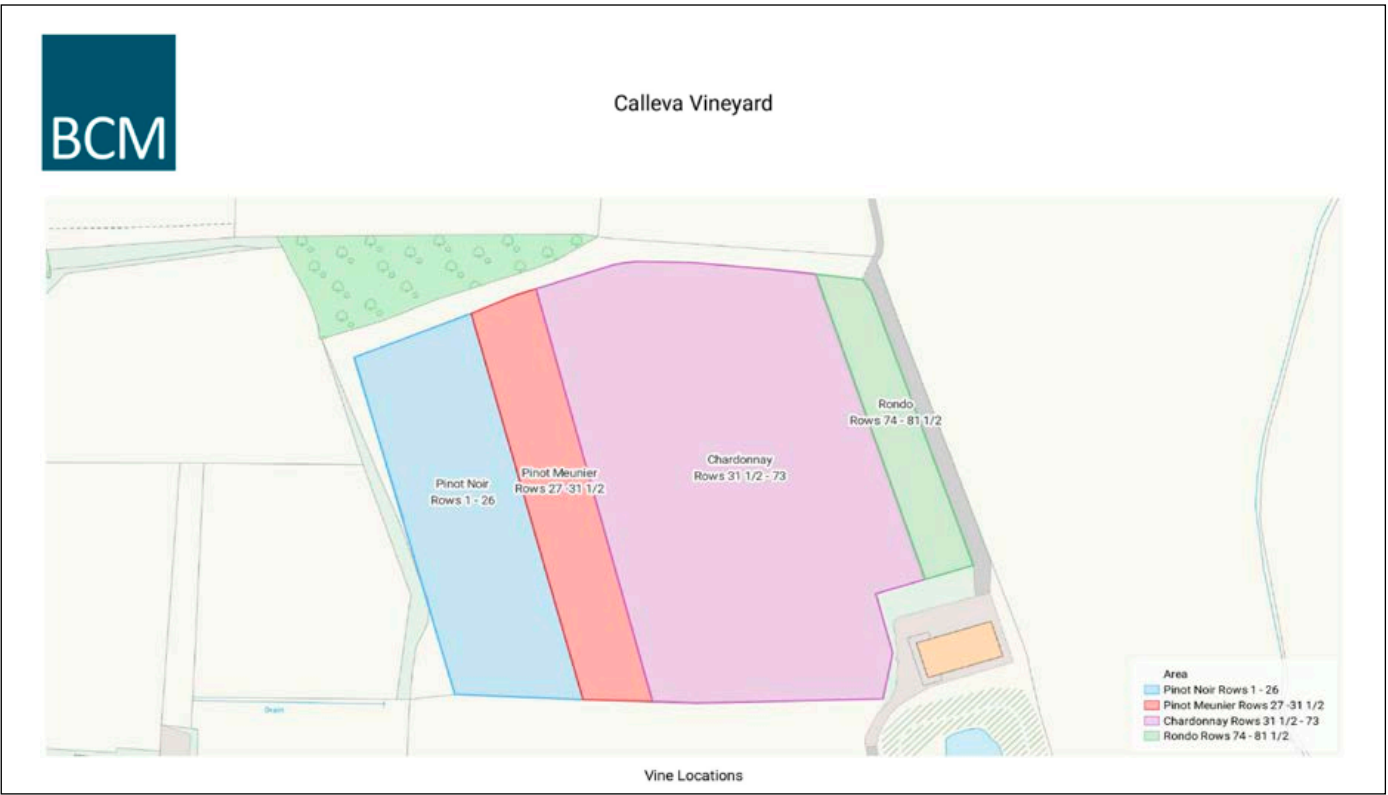 BCM
Calleva Vineyard
Rondo
Rows 74 - 81 1/2
Chardonnay
Rows 31 1/2 - 73
Pinot Meunier
Rows 27 -31 1/2
Pinot Noir
Rows 1 - 26
Drain
Area
Pinot Noir Rows 1 - 26
Pinot Meunier Rows 27 -31 1/2
Chardonnay Rows 31 1/2 - 73
Rondo Rows 74 - 81 1/2
Vine Locations